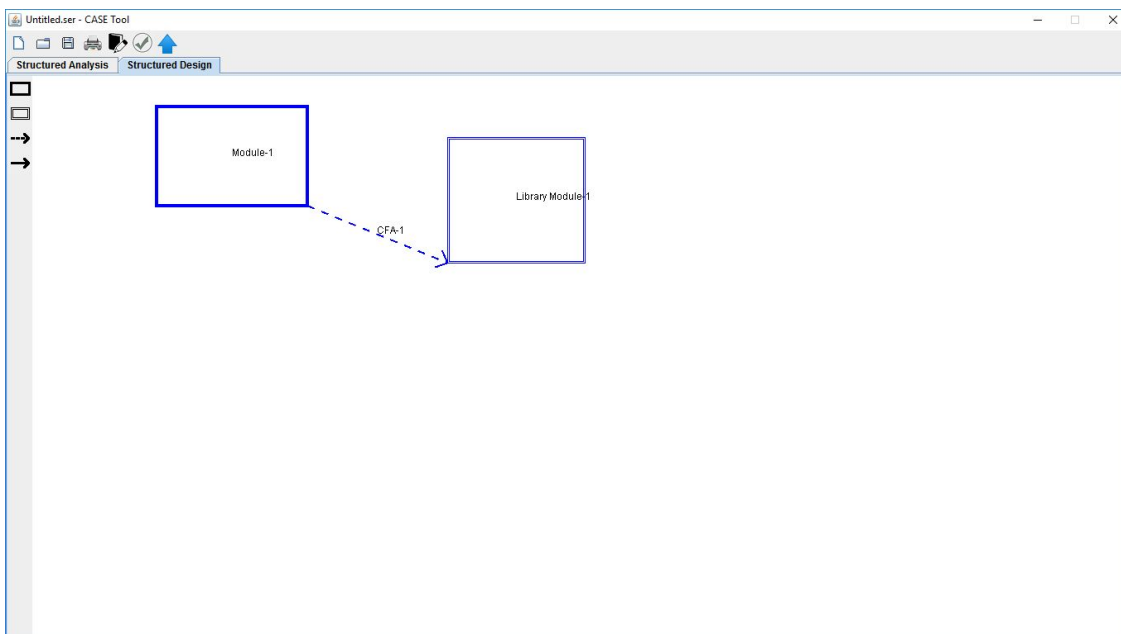 Untitled.ser - CASE Tool
Structured Analysis
Structured Design
Module-1
Library Module-1
CFA-1